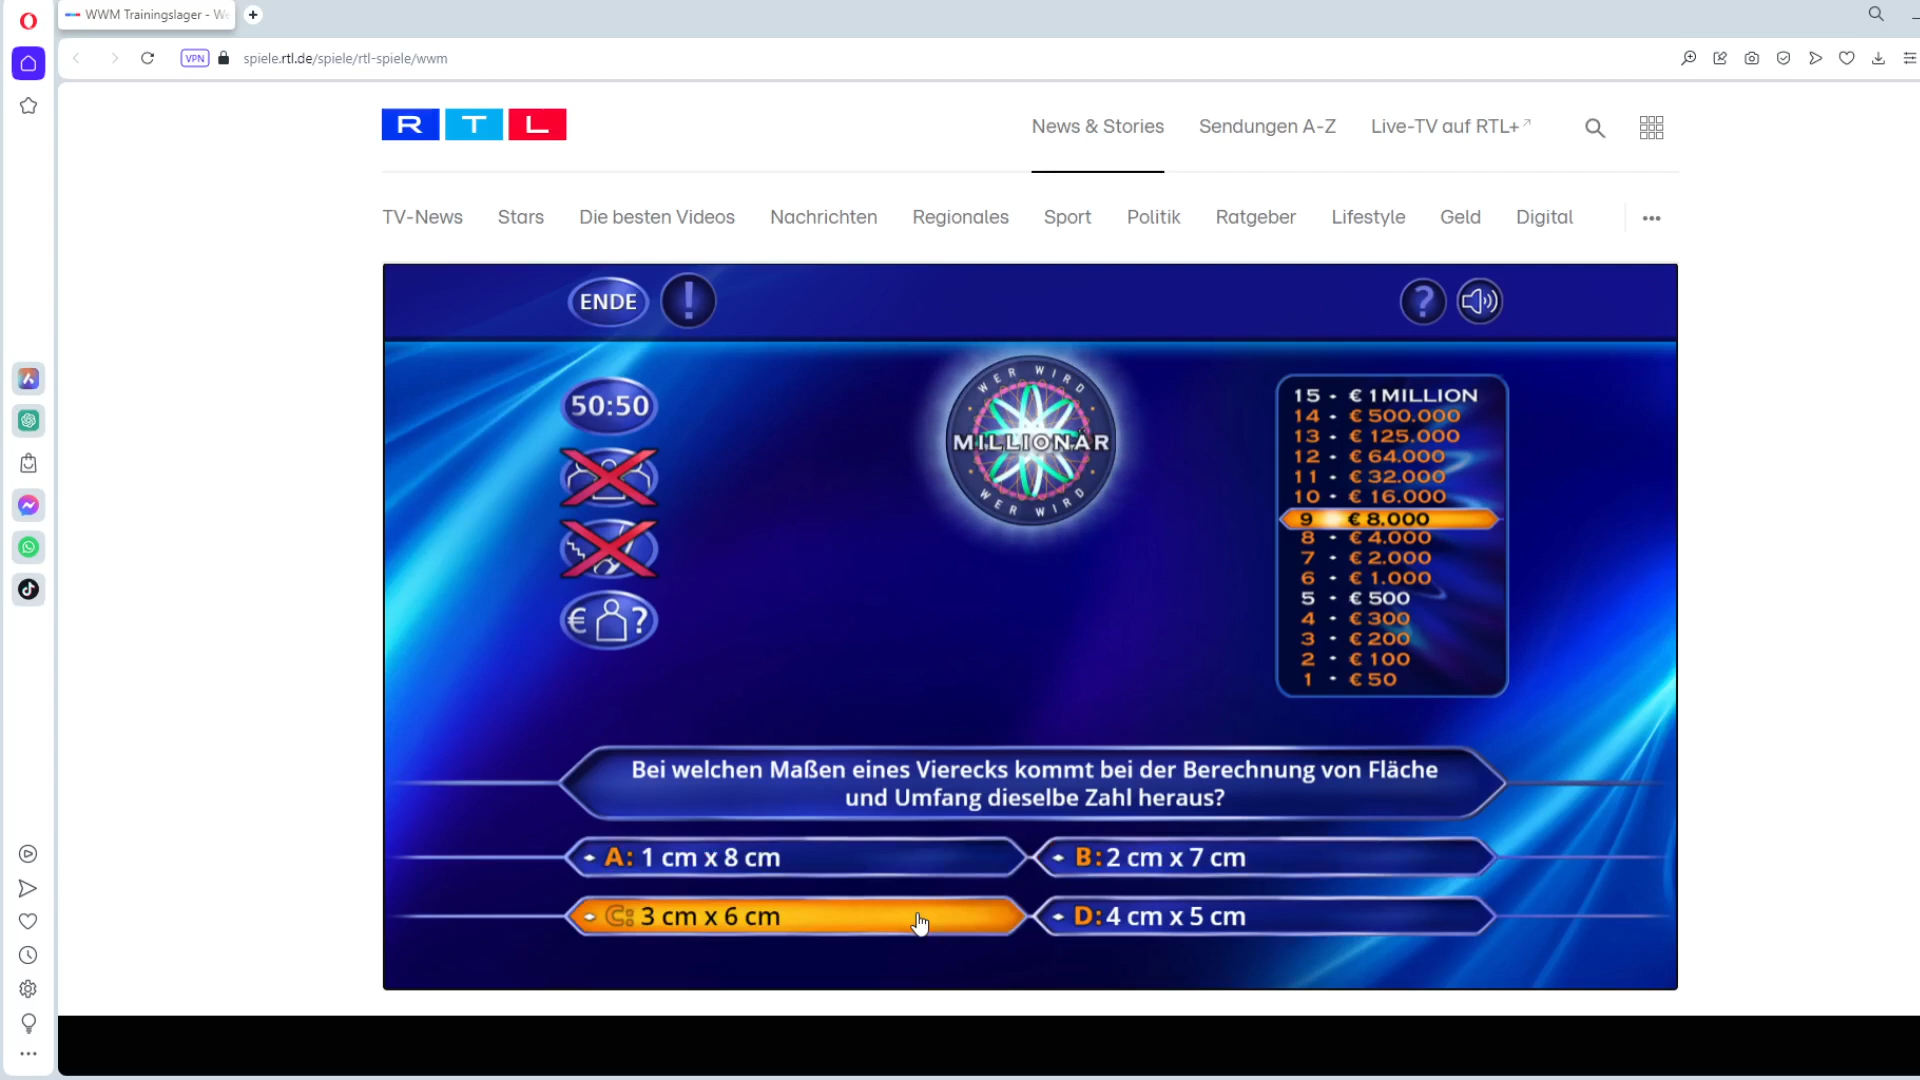 WWM Trainingslager - We
VPN
spiele.rtl.de/spiele/rtl-spiele/wwm
R T L
News & Stories
Sendungen A-Z
Live-TV auf RTL+
TV-News
Stars
Die besten Videos
Nachrichten
Regionales
Sport
Politik
Ratgeber
Lifestyle
Geld
Digital
ENDE
!
?
50:50
€ ?
WER WIRD
MILLIONÄR
WER WIRD
15 · € 1 MILLION
14 · € 500.000
13 · € 125.000
12 · € 64.000
11 · € 32.000
10 · € 16.000
9 · € 8.000
8 · € 4.000
7 · € 2.000
6 · € 1.000
5 · € 500
4 · € 300
3 · € 200
2 · € 100
1 · € 50
Bei welchen Maßen eines Vierecks kommt bei der Berechnung von Fläche
und Umfang dieselbe Zahl heraus?
A: 1 cm x 8 cm
B: 2 cm x 7 cm
C: 3 cm x 6 cm
D: 4 cm x 5 cm